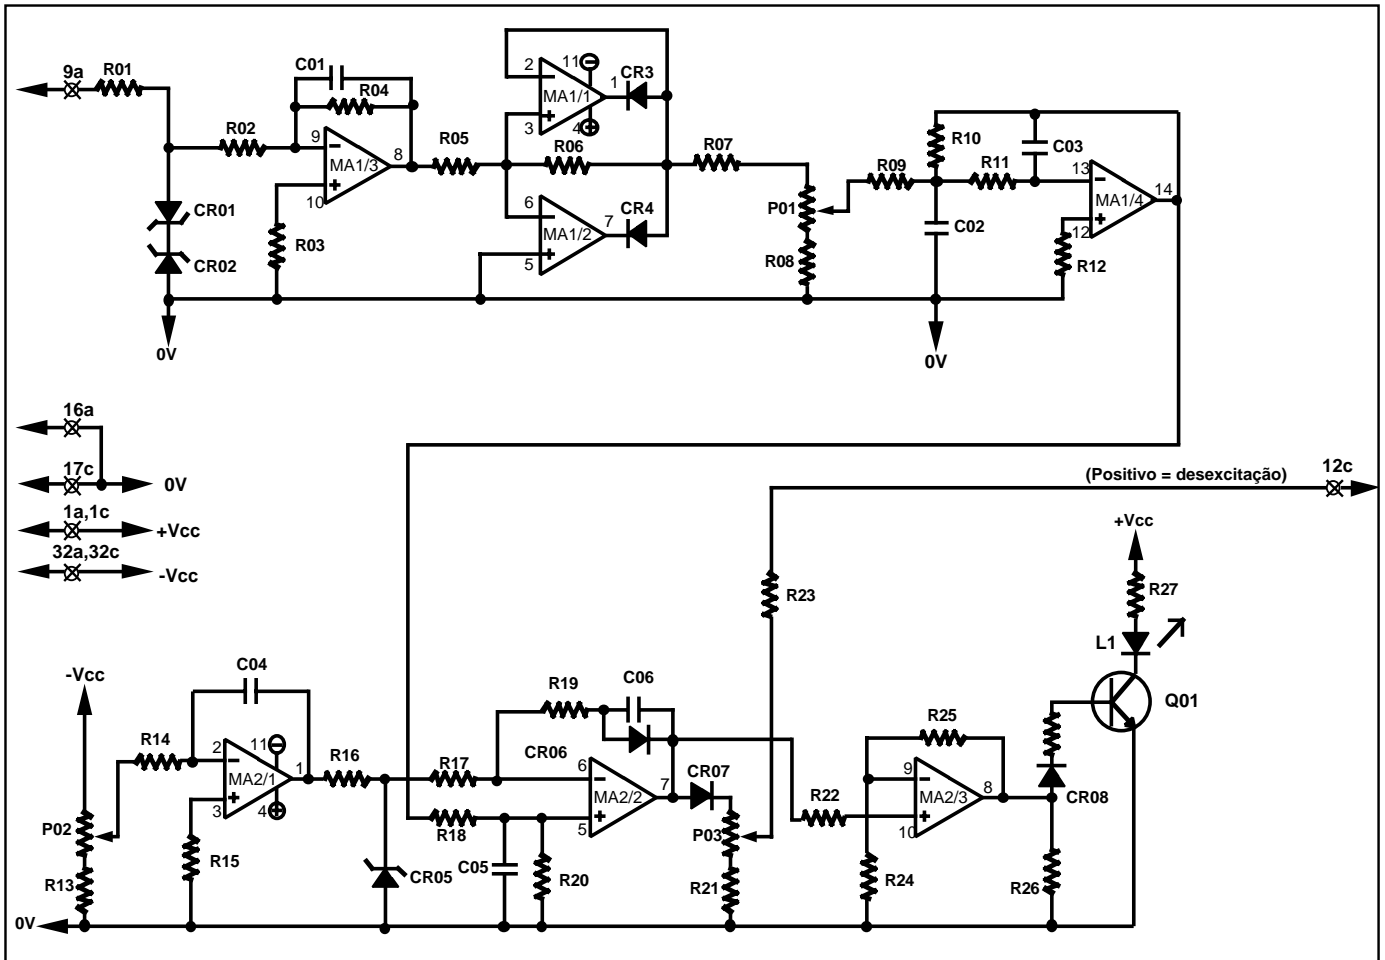 9a
R01
C01
R04
R02
9
8
MA1/3
10
R03
CR01
CR02
0V
R05
2
11
1
CR3
MA1/1
3
4
R06
6
7
CR4
MA1/2
5
R07
P01
R08
R09
R10
R11
C03
C02
13
14
MA1/4
12
R12
0V
16a
17c
0V
1a,1c
+Vcc
32a,32c
-Vcc
(Positivo = desexcitação)
12c
+Vcc
R27
L1
Q01
R23
-Vcc
C04
R14
2
11
1
MA2/1
3
4
P02
R13
R15
0V
R16
CR05
R17
R18
C05
R20
R19
C06
CR06
6
7
MA2/2
5
CR07
P03
R21
R22
R25
9
8
MA2/3
10
R24
CR08
R26